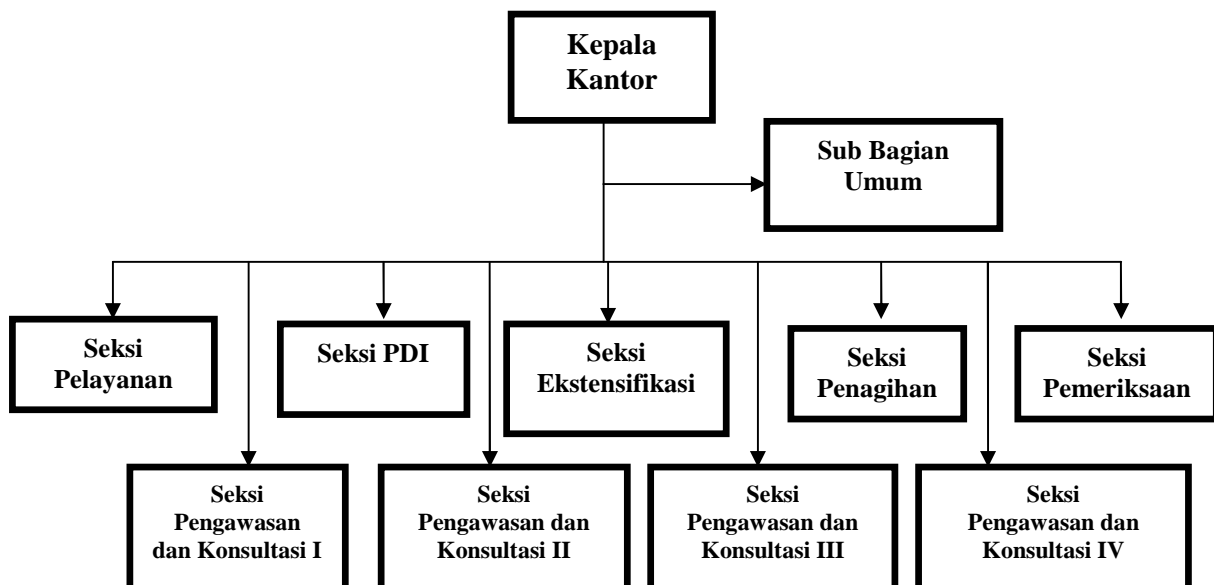 Kepala
Kantor
Sub Bagian
Umum
Seksi
Pelayanan
Seksi PDI
Seksi
Ekstensifikasi
Seksi
Penagihan
Seksi
Pemeriksaan
Seksi
Pengawasan
dan Konsultasi I
Seksi
Pengawasan dan
Konsultasi II
Seksi
Pengawasan dan
Konsultasi III
Seksi
Pengawasan dan
Konsultasi IV